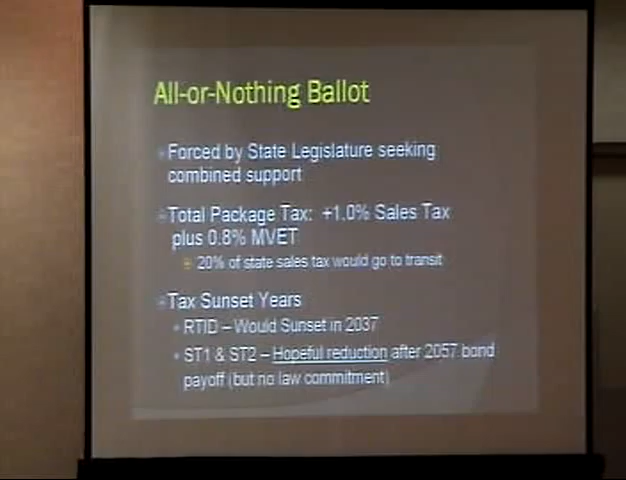 All-or-Nothing Ballot
Forced by State Legislature seeking
combined support
Total Package Tax: +1.0% Sales Tax
plus 0.8% MVET
20% of state sales tax would go to transit
Tax Sunset Years
RTID – Would Sunset in 2037
ST1 & ST2 – Hopeful reduction after 2057 bond
payoff (but no law commitment)